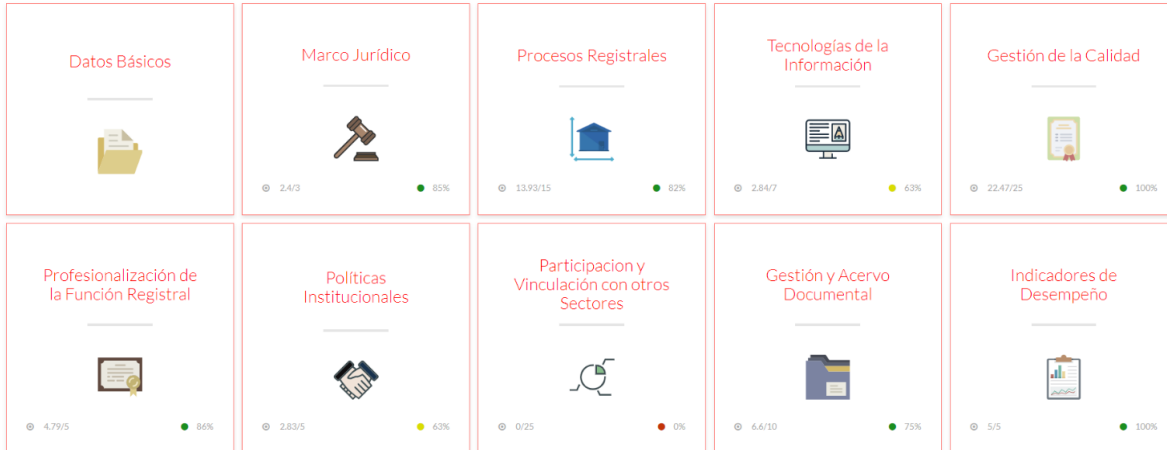 Datos Básicos
Marco Jurídico
2.4/3
85%
Procesos Registrales
13.93/15
82%
Tecnologías de la
Información
2.84/7
63%
Gestión de la Calidad
22.47/25
100%
Profesionalización de
la Función Registral
4.79/5
86%
Políticas
Institucionales
2.83/5
63%
Participacion y
Vinculación con otros
Sectores
0/25
0%
Gestión y Acervo
Documental
6.6/10
75%
Indicadores de
Desempeño
5/5
100%